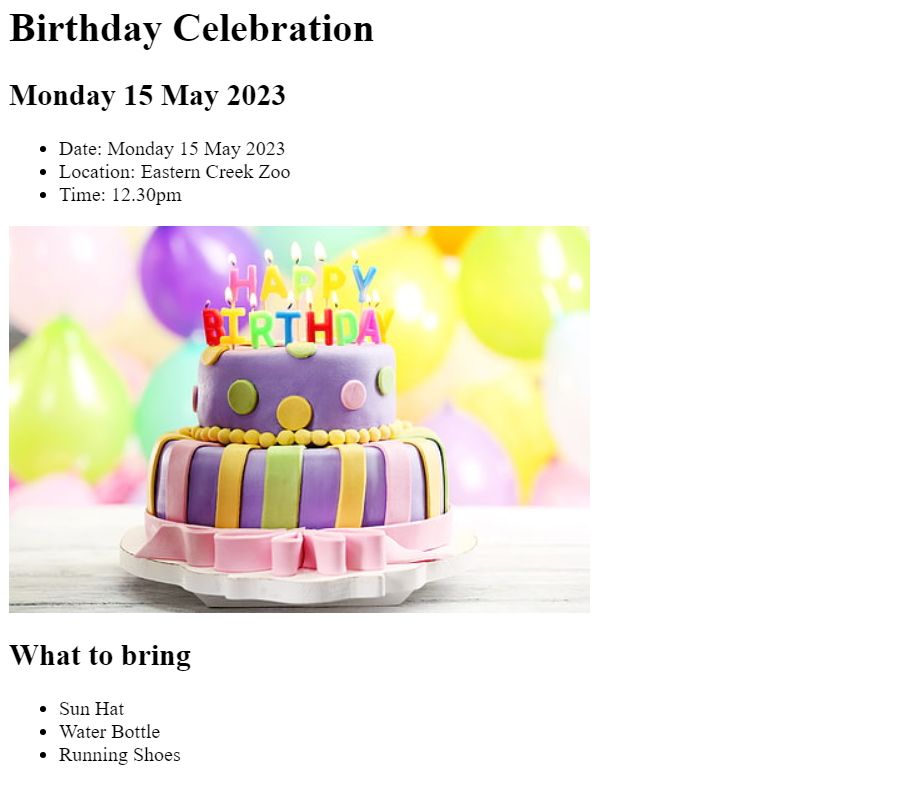 Birthday Celebration
Monday 15 May 2023
Date: Monday 15 May 2023
Location: Eastern Creek Zoo
Time: 12.30pm
HAPPY
BIRTHDAY
What to bring
Sun Hat
Water Bottle
Running Shoes